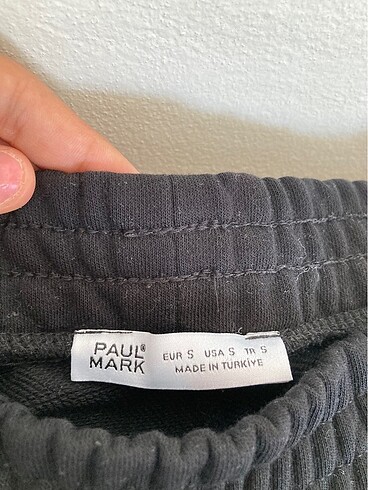 PAUL®
MARK
EUR S USA S TR S
MADE IN TÜRKİYE